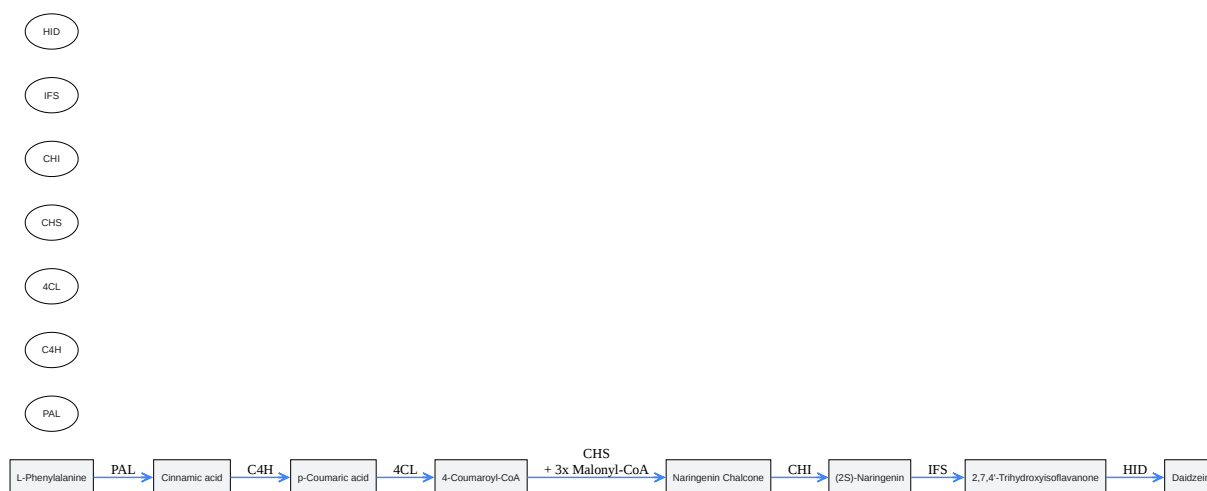 HID
IFS
CHI
CHS
4CL
C4H
PAL
CHS
PAL C4H 4CL + 3x Malonyl-CoA CHI IFS HID
L-Phenylalanine Cinnamic acid p-Coumaric acid 4-Coumaroyl-CoA Naringenin Chalcone (2S)-Naringenin 2,7,4'-Trihydroxyisoflavanone Daidzein